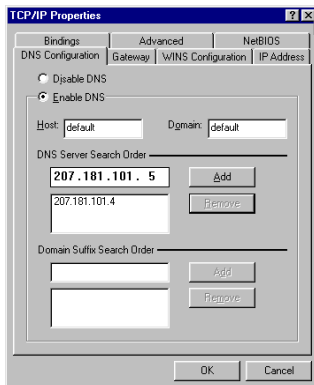 TCP/IP Properties
Bindings Advanced NetBIOS
DNS Configuration Gateway WINS Configuration IP Address
Disable DNS
Enable DNS
Host: default Domain: default
DNS Server Search Order
207.181.101. 5 Add
207.181.101.4 Remove
Domain Suffix Search Order
Add
Remove
OK Cancel